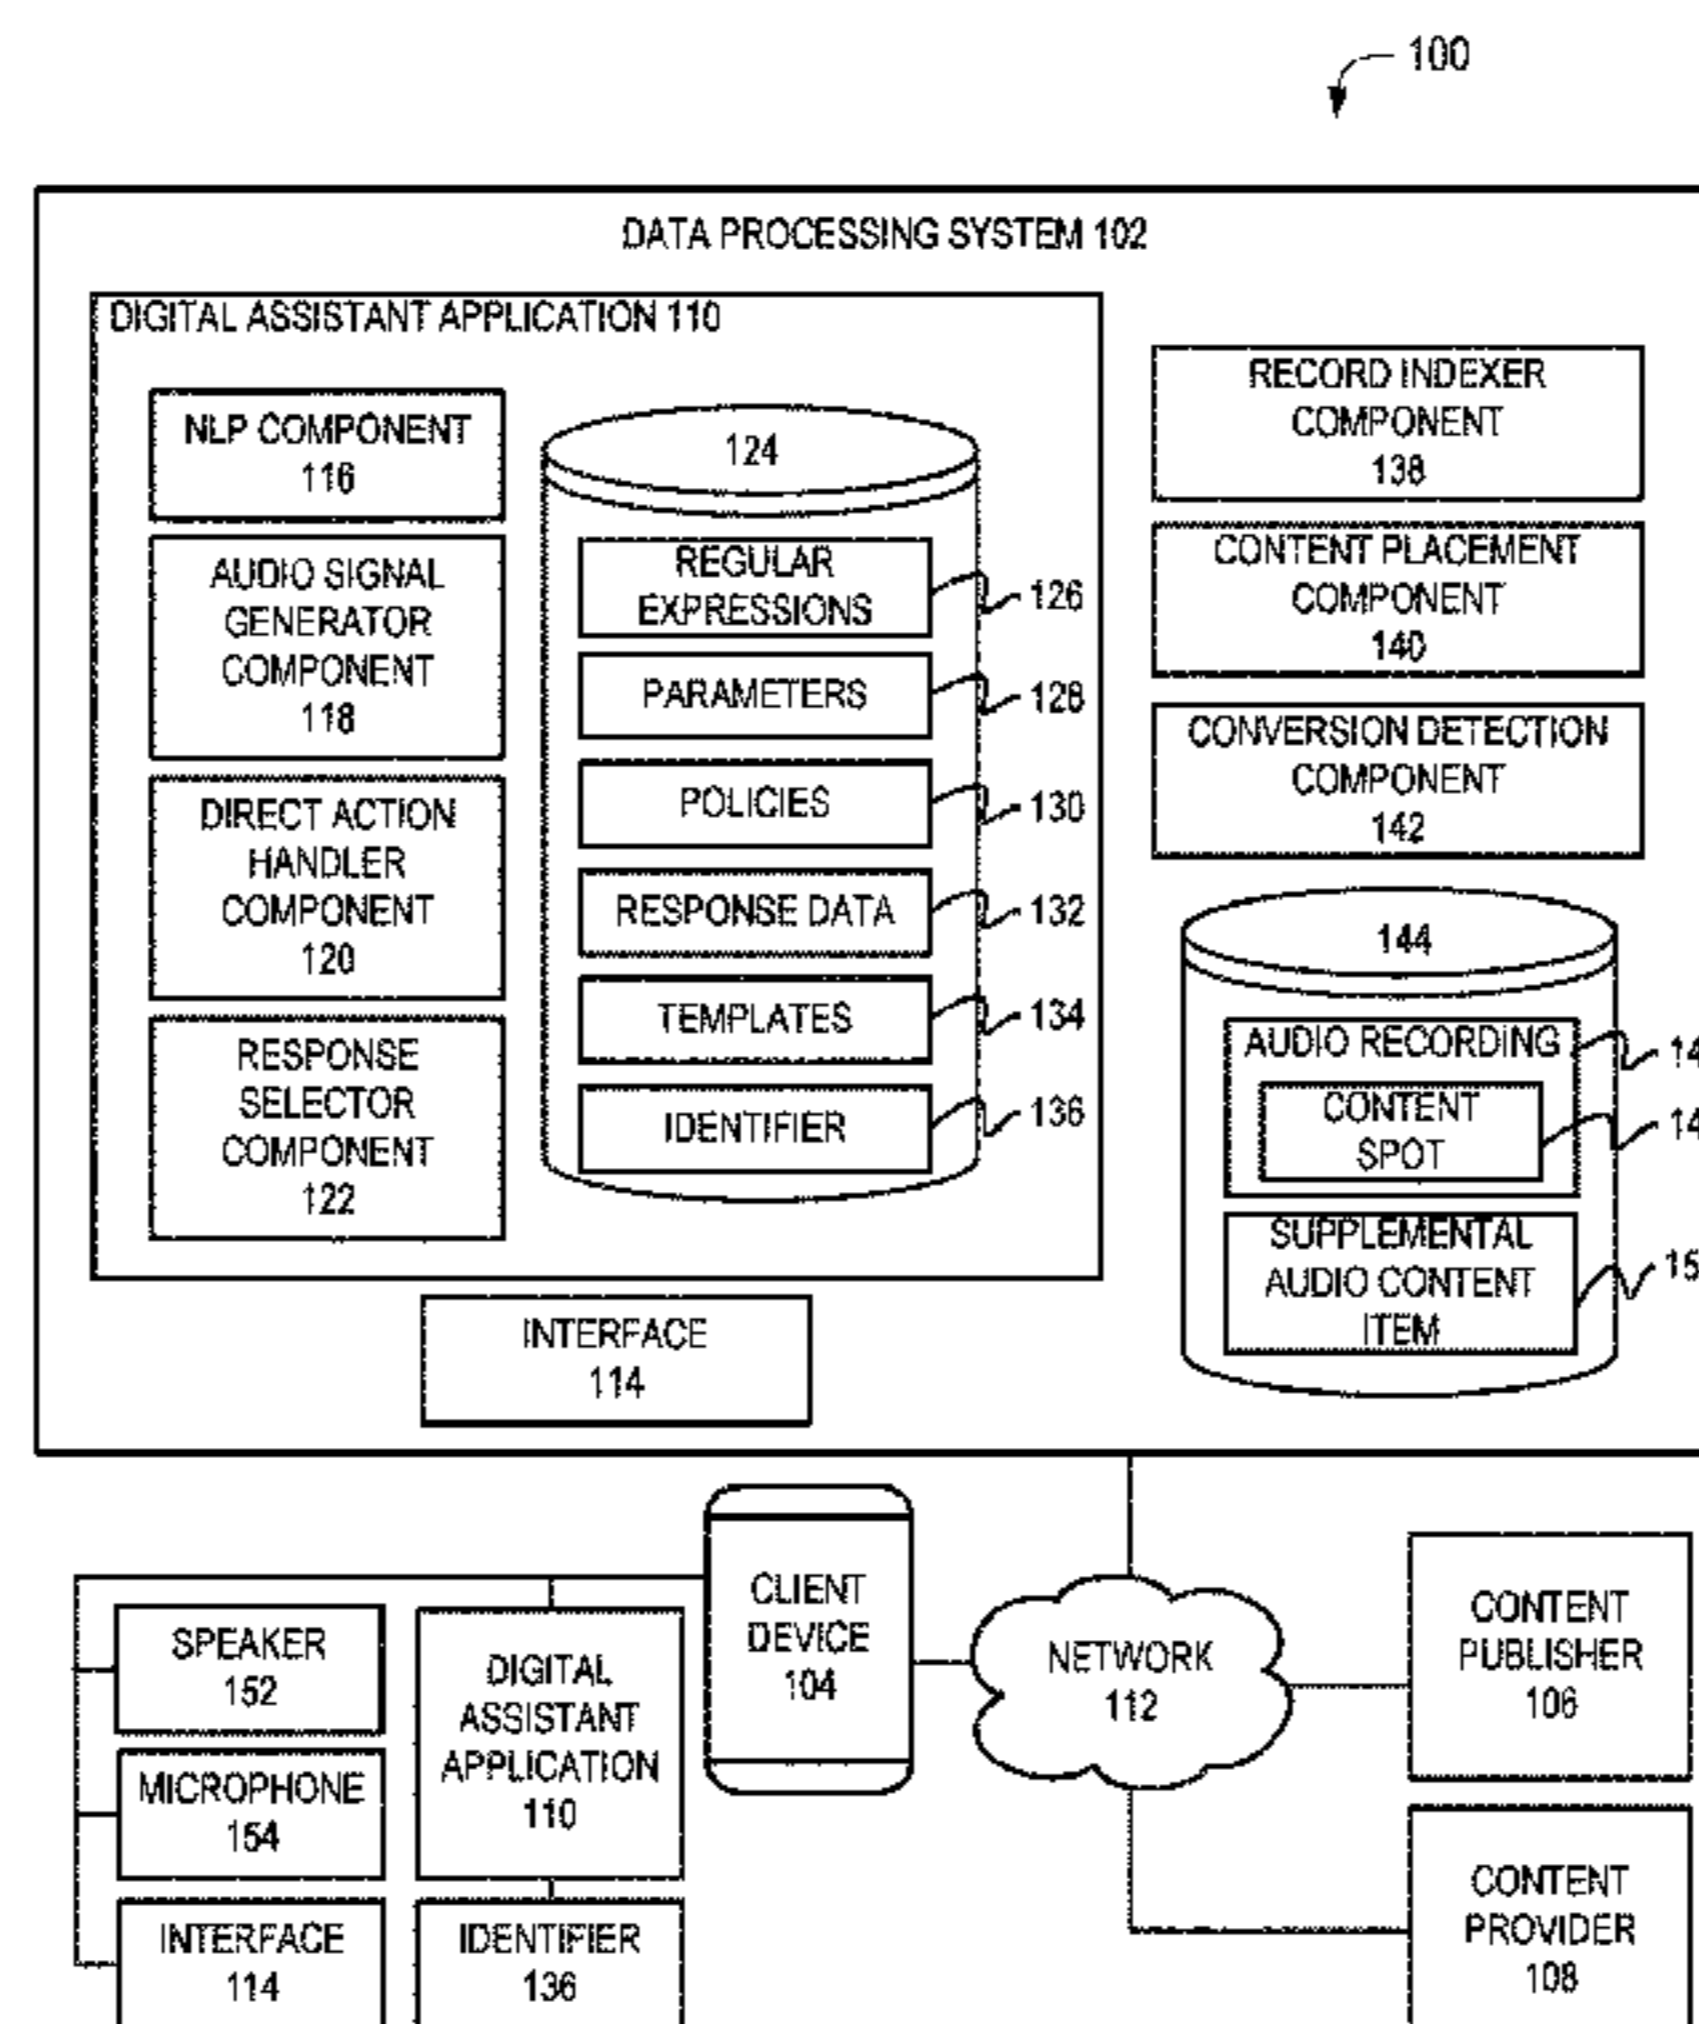 100
DATA PROCESSING SYSTEM 102
DIGITAL ASSISTANT APPLICATION 110
NLP COMPONENT
116
AUDIO SIGNAL
GENERATOR
COMPONENT
118
DIRECT ACTION
HANDLER
COMPONENT
120
RESPONSE
SELECTOR
COMPONENT
122
124
REGULAR
EXPRESSIONS
126
PARAMETERS
128
POLICIES
130
RESPONSE DATA
132
TEMPLATES
134
IDENTIFIER
136
INTERFACE
114
RECORD INDEXER
COMPONENT
138
CONTENT PLACEMENT
COMPONENT
140
CONVERSION DETECTION
COMPONENT
142
144
AUDIO RECORDING
CONTENT
SPOT
SUPPLEMENTAL
AUDIO CONTENT
ITEM
SPEAKER
152
MICROPHONE
154
INTERFACE
114
DIGITAL
ASSISTANT
APPLICATION
110
IDENTIFIER
136
CLIENT
DEVICE
104
NETWORK
112
CONTENT
PUBLISHER
106
CONTENT
PROVIDER
108